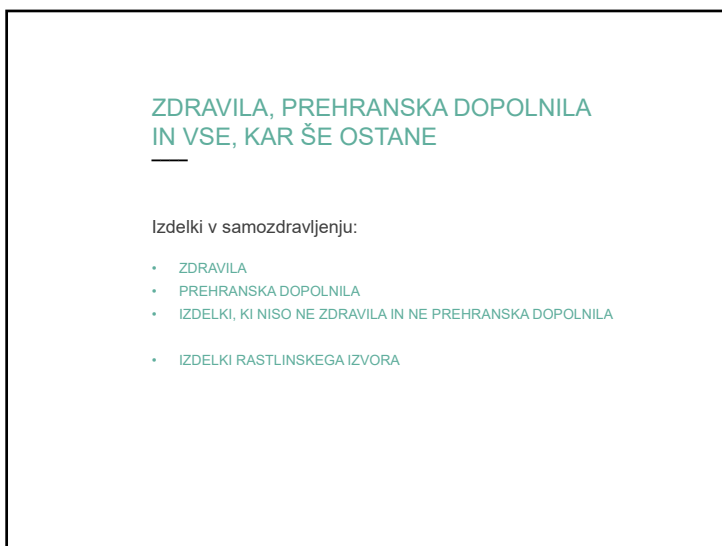 ZDRAVILA, PREHRANSKA DOPOLNILA
IN VSE, KAR ŠE OSTANE
Izdelki v samozdravljenju:
• ZDRAVILA
• PREHRANSKA DOPOLNILA
• IZDELKI, KI NISO NE ZDRAVILA IN NE PREHRANSKA DOPOLNILA
• IZDELKI RASTLINSKEGA IZVORA